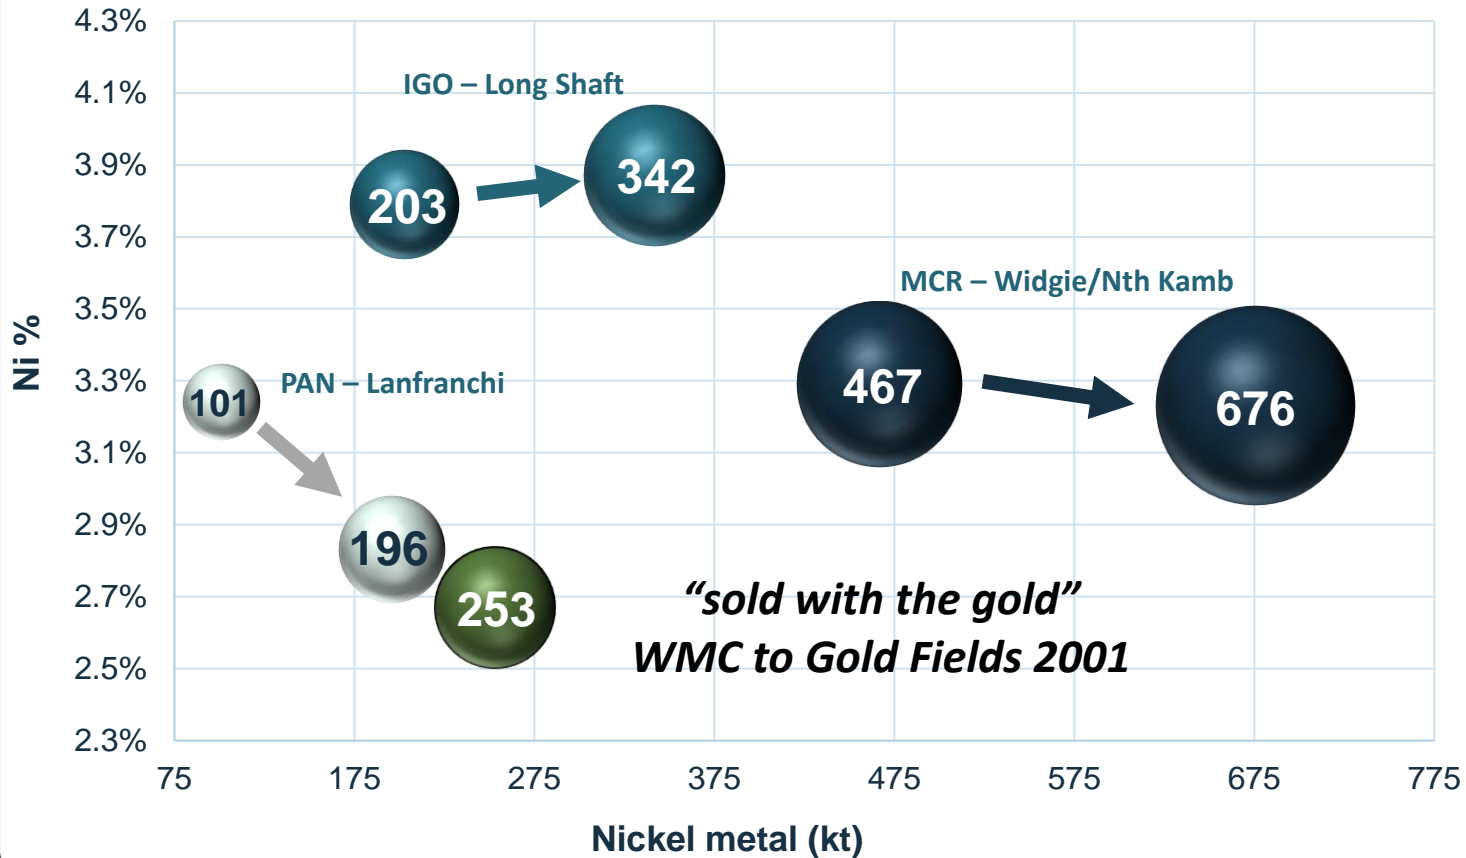 4.3%
4.1%
3.9%
3.7%
3.5%
3.3%
3.1%
2.9%
2.7%
2.5%
2.3%
Ni %
IGO – Long Shaft
203
342
MCR – Widgie/Nth Kamb
467
676
PAN – Lanfranchi
101
196
253
“sold with the gold”
WMC to Gold Fields 2001
75 175 275 375 475 575 675 775
Nickel metal (kt)